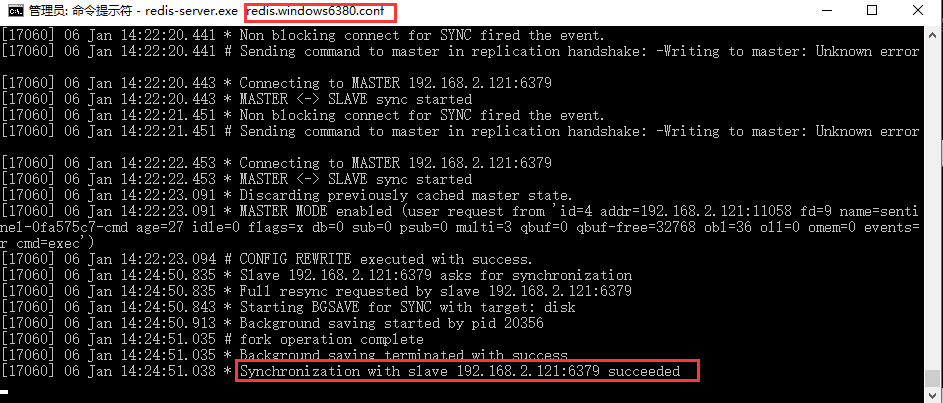 管理员: 命令提示符 - redis-server.exe redis.windows6380.conf
[17060] 06 Jan 14:22:20.441 * Non blocking connect for SYNC fired the event.
[17060] 06 Jan 14:22:20.441 # Sending command to master in replication handshake: -Writing to master: Unknown error
[17060] 06 Jan 14:22:20.443 * Connecting to MASTER 192.168.2.121:6379
[17060] 06 Jan 14:22:20.443 * MASTER <-> SLAVE sync started
[17060] 06 Jan 14:22:21.451 * Non blocking connect for SYNC fired the event.
[17060] 06 Jan 14:22:21.451 # Sending command to master in replication handshake: -Writing to master: Unknown error
[17060] 06 Jan 14:22:22.453 * Connecting to MASTER 192.168.2.121:6379
[17060] 06 Jan 14:22:22.453 * MASTER <-> SLAVE sync started
[17060] 06 Jan 14:22:23.091 * Discarding previously cached master state.
[17060] 06 Jan 14:22:23.091 * MASTER MODE enabled (user request from 'id=4 addr=192.168.2.121:11058 fd=9 name=senti
nel-0fa575c7-cmd age=27 idle=0 flags=x db=0 sub=0 psub=0 multi=3 qbuf=0 qbuf-free=32768 obl=36 oll=0 omem=0 events=
r cmd=exec')
[17060] 06 Jan 14:22:23.094 # CONFIG REWRITE executed with success.
[17060] 06 Jan 14:24:50.835 * Slave 192.168.2.121:6379 asks for synchronization
[17060] 06 Jan 14:24:50.835 * Full resync requested by slave 192.168.2.121:6379
[17060] 06 Jan 14:24:50.843 * Starting BGSAVE for SYNC with target: disk
[17060] 06 Jan 14:24:50.913 * Background saving started by pid 20356
[17060] 06 Jan 14:24:51.035 # fork operation complete
[17060] 06 Jan 14:24:51.035 * Background saving terminated with success
[17060] 06 Jan 14:24:51.038 * Synchronization with slave 192.168.2.121:6379 succeeded